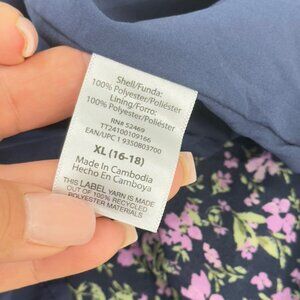 Shell/Funda:
100% Polyester/Poliéster
Lining/Forro:
100% Polyester/Poliéster
RN# 52469
TT24100109166
EAN/UPC 1 9350803700
XL (16-18)
Made In Cambodia
Hecho En Camboya
THIS LABEL YARN IS MADE
OUT OF 100% RECYCLED
POLYESTER MATERIALS